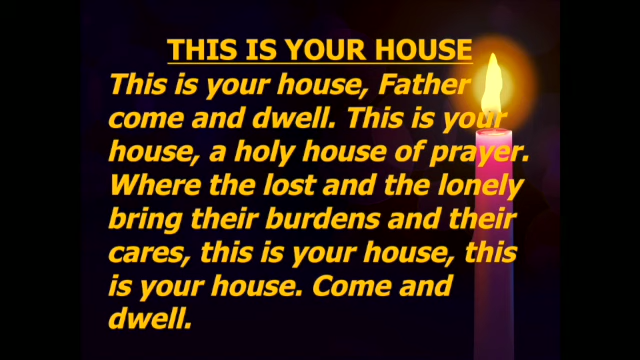 THIS IS YOUR HOUSE
This is your house, Father
come and dwell. This is your
house, a holy house of prayer.
Where the lost and the lonely
bring their burdens and their
cares, this is your house, this
is your house. Come and
dwell.